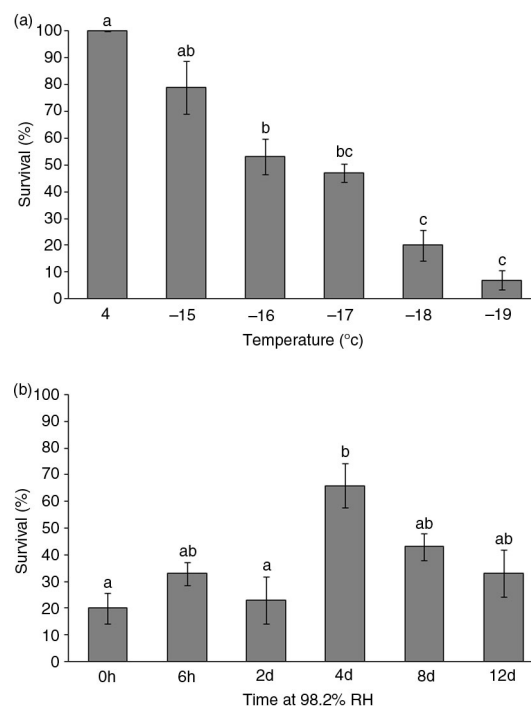 (a)
100
90
80
70
60
50
40
30
20
10
0
Survival (%)
a
ab
b
bc
c
c
4 –15 –16 –17 –18 –19
Temperature (°c)
(b)
100
90
80
70
60
50
40
30
20
10
0
Survival (%)
a
ab
a
b
ab
ab
0h 6h 2d 4d 8d 12d
Time at 98.2% RH